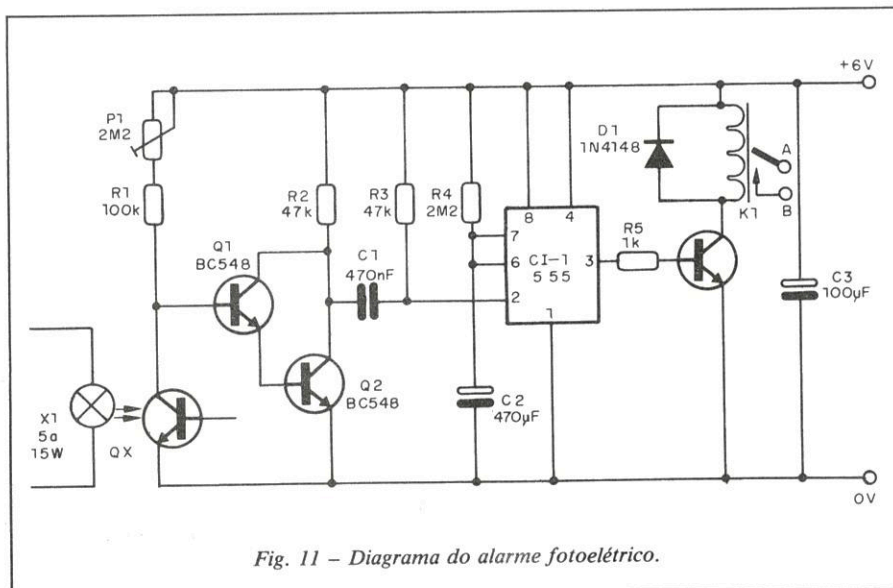 +6V
P1
2M2
R1
100k
Q1
BC548
R2
47k
R3
47k
R4
2M2
C1
470nF
Q2
BC548
X1
5a
15W
QX
C2
470µF
8
4
7
6
CI-1
555
3
2
1
R5
1k
D1
1N4148
A
B
K1
C3
100µF
0V
Fig. 11 – Diagrama do alarme fotoelétrico.